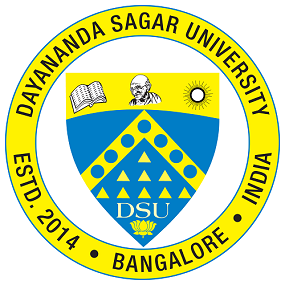 DAYANANDA SAGAR UNIVERSITY
ESTD. 2014 • BANGALORE • INDIA
DSU